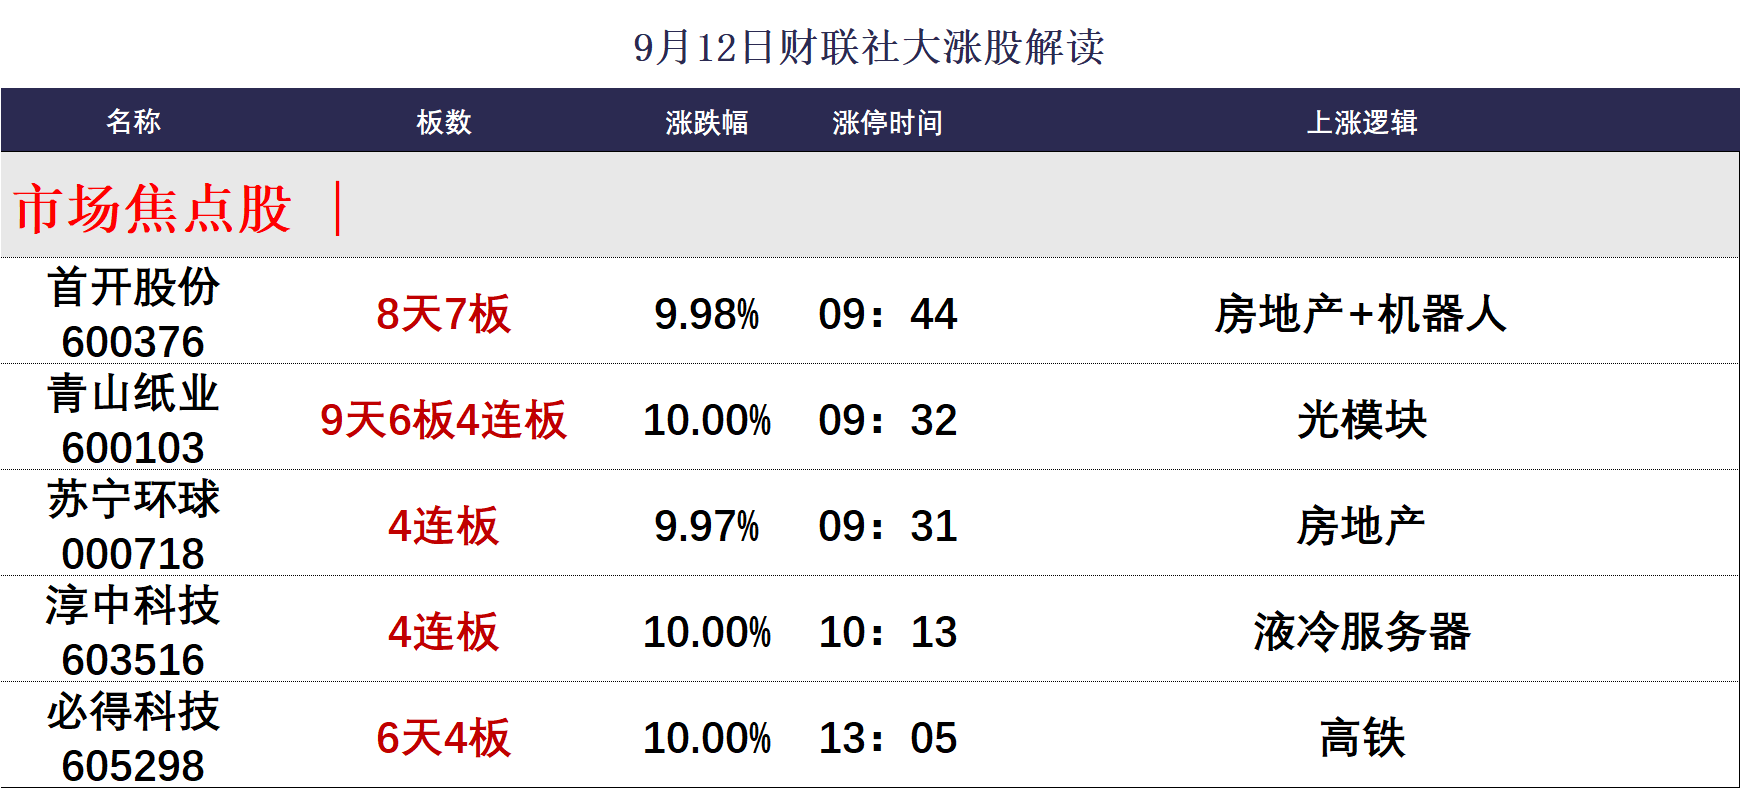 9月12日财联社大涨股解读
名称 板数 涨跌幅 涨停时间 上涨逻辑
市场焦点股 |
首开股份
600376 8天7板 9.98% 09：44 房地产+机器人
青山纸业
600103 9天6板4连板 10.00% 09：32 光模块
苏宁环球
000718 4连板 9.97% 09：31 房地产
淳中科技
603516 4连板 10.00% 10：13 液冷服务器
必得科技
605298 6天4板 10.00% 13：05 高铁